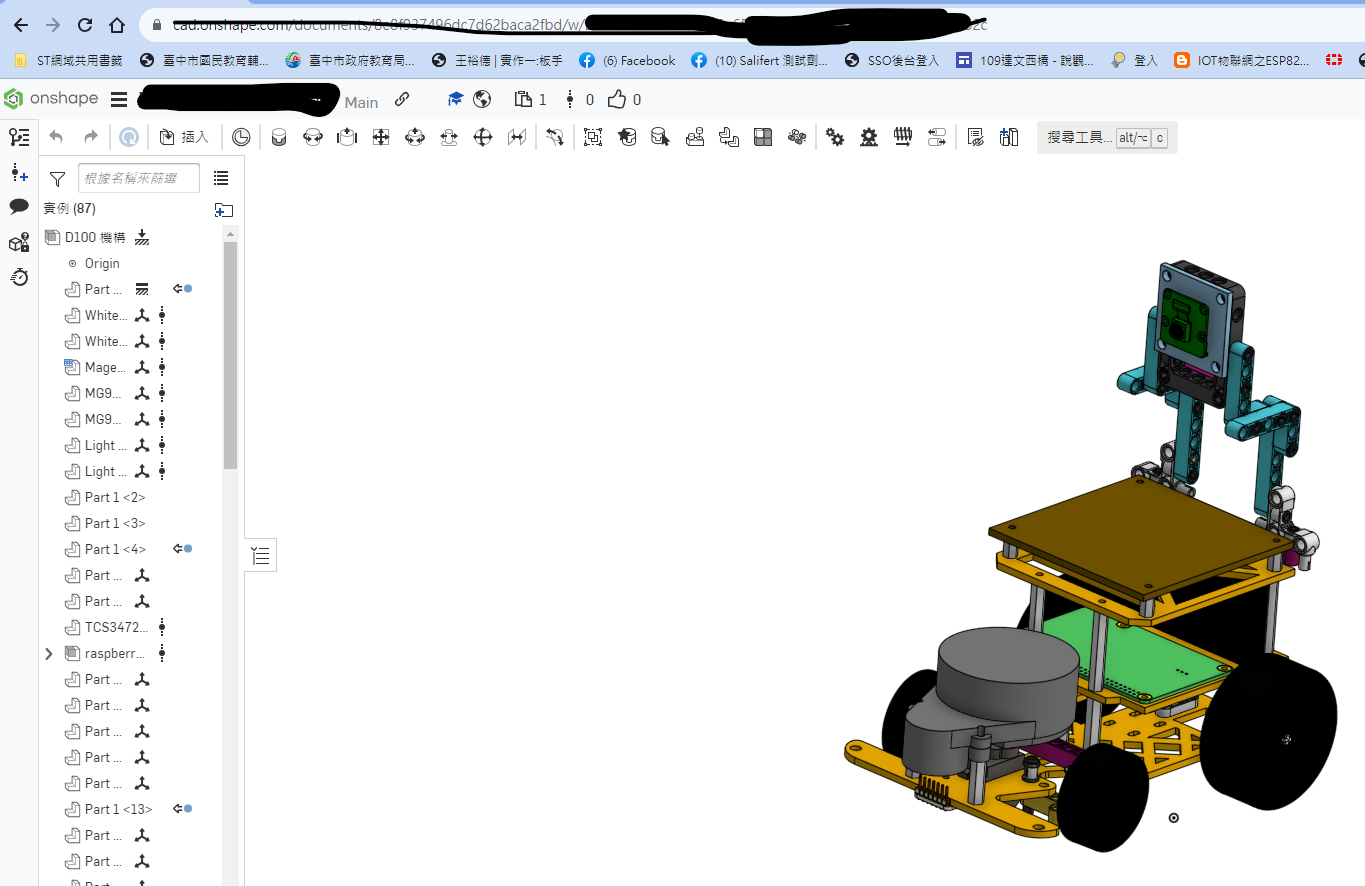 cad.onshape.com/documents/
ST網域共用書籤 臺中市國民教育輔... 臺中市政府教育局... 王裕德 | 實作一:板手 (6) Facebook (10) Salifert 測試劑... SSO後台登入 109達文西橋 - 說觀... 登入 IOT物聯網之ESP82...
onshape Main 1 0 0
插入 搜尋工具... alt/⌥ c
根據名稱來篩選
實例 (87)
D100 機構
Origin
Part ...
White...
White...
Mage...
MG9...
MG9...
Light ...
Light ...
Part 1 <2>
Part 1 <3>
Part 1 <4>
Part ...
Part ...
TCS3472...
raspberr...
Part ...
Part ...
Part ...
Part ...
Part ...
Part 1 <13>
Part ...
Part ...